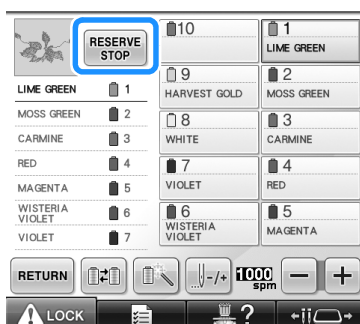 RESERVE
STOP
LIME GREEN 1
MOSS GREEN 2
CARMINE 3
RED 4
MAGENTA 5
WISTERIA
VIOLET 6
VIOLET 7
10
1
LIME GREEN
9
HARVEST GOLD
2
MOSS GREEN
8
WHITE
3
CARMINE
7
VIOLET
4
RED
6
WISTERIA
VIOLET
5
MAGENTA
RETURN
-/+
1000
spm
-
+
LOCK
?